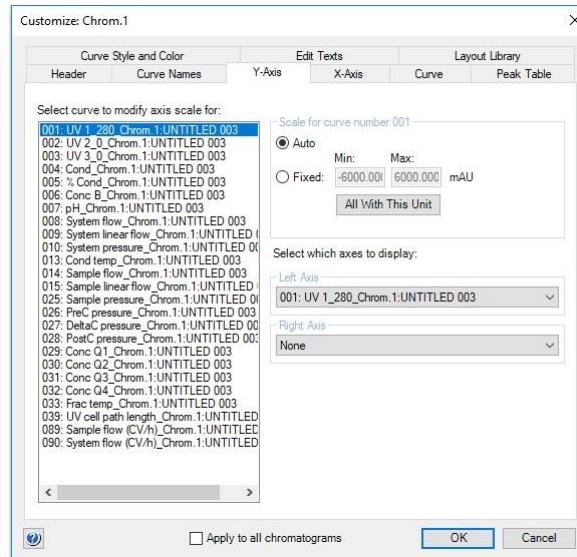 Customize: Chrom.1
Curve Style and Color Edit Texts Layout Library
Header Curve Names Y-Axis X-Axis Curve Peak Table
Select curve to modify axis scale for:
001: UV 1_280_Chrom.1:UNTITLED 003
002: UV 2_0_Chrom.1:UNTITLED 003
003: UV 3_0_Chrom.1:UNTITLED 003
004: Cond_Chrom.1:UNTITLED 003
005: % Cond_Chrom.1:UNTITLED 003
006: Conc B_Chrom.1:UNTITLED 003
007: pH_Chrom.1:UNTITLED 003
008: System flow_Chrom.1:UNTITLED 003
009: System linear flow_Chrom.1:UNTITLED (
010: System pressure_Chrom.1:UNTITLED 00
013: Cond temp_Chrom.1:UNTITLED 003
014: Sample flow_Chrom.1:UNTITLED 003
015: Sample linear flow_Chrom.1:UNTITLED
025: Sample pressure_Chrom.1:UNTITLED 00
026: PreC pressure_Chrom.1:UNTITLED 003
027: DeltaC pressure_Chrom.1:UNTITLED 00
028: PostC pressure_Chrom.1:UNTITLED 003
029: Conc Q1_Chrom.1:UNTITLED 003
030: Conc Q2_Chrom.1:UNTITLED 003
031: Conc Q3_Chrom.1:UNTITLED 003
032: Conc Q4_Chrom.1:UNTITLED 003
033: Frac temp_Chrom.1:UNTITLED 003
039: UV cell path length_Chrom.1:UNTITLED
089: Sample flow (CV/h)_Chrom.1:UNTITLED
090: System flow (CV/h)_Chrom.1:UNTITLED
Scale for curve number 001
Auto
Min: Max:
Fixed: -6000.00( 6000.000 mAU
All With This Unit
Select which axes to display:
Left Axis
001: UV 1_280_Chrom.1:UNTITLED 003
Right Axis
None
Apply to all chromatograms OK Cancel